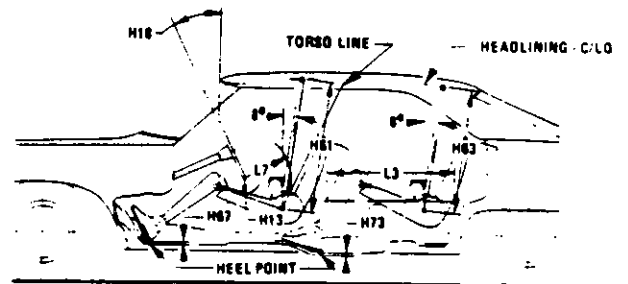 H18
TORSO LINE
HEADLINING - C/LO
8°
8°
H61
H63
L7
L3
H67
H13
H73
HEEL POINT